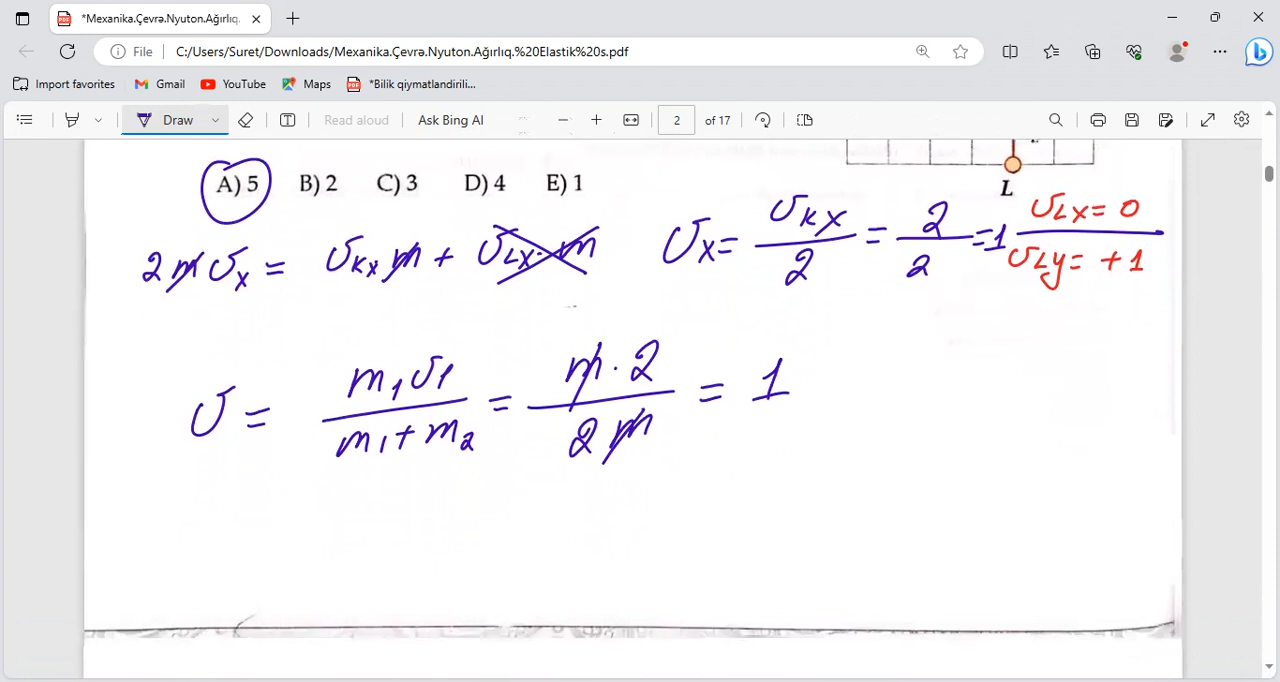 *Mexanika.Çevrə.Nyuton.Ağırlıq.
File C:/Users/Suret/Downloads/Mexanika.Çevrə.Nyuton.Ağırlıq.%20Elastik%20s.pdf
Import favorites Gmail YouTube Maps *Bilik qiymatlandirili...
Draw Read aloud Ask Bing AI 2 of 17
A) 5 B) 2 C) 3 D) 4 E) 1
L
2mυx = υkx m + υLx · m
υx = υkx/2 = 2/2 = 1
υLx = 0
υLy = +1
υ = m1υ1/(m1 + m2) = m · 2/2m = 1